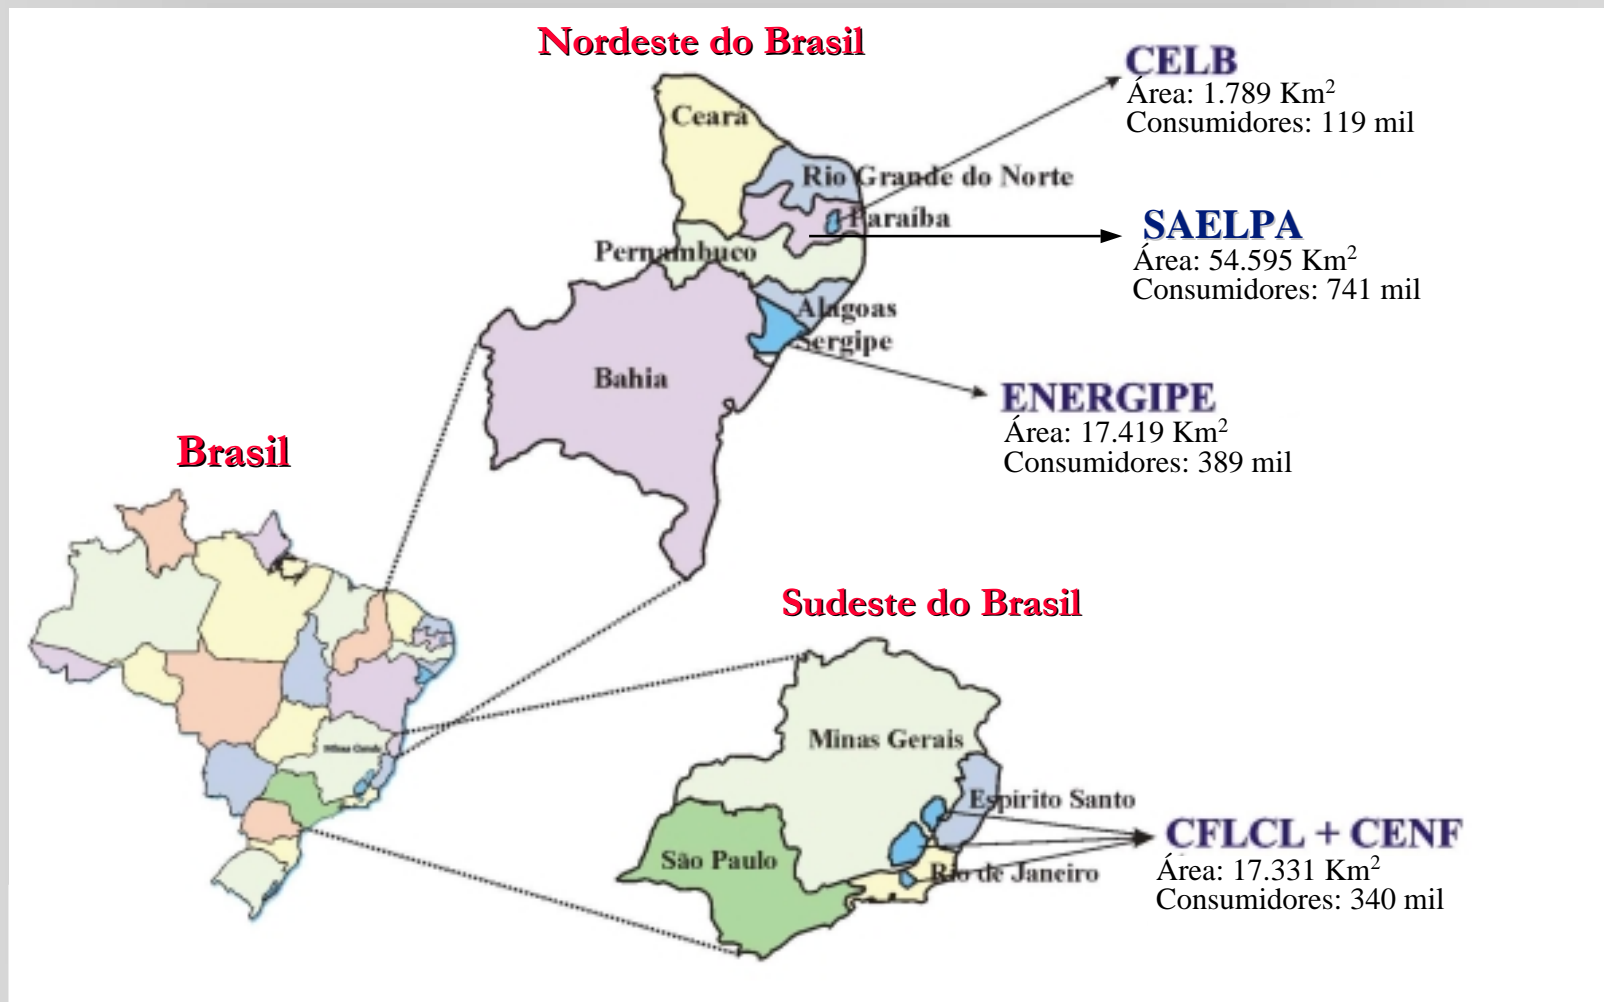 Nordeste do Brasil
CELB
Área: 1.789 Km²
Consumidores: 119 mil
Ceará
Rio Grande do Norte
Paraíba
SAELPA
Área: 54.595 Km²
Consumidores: 741 mil
Pernambuco
Alagoas
Sergipe
Bahia
ENERGIPE
Área: 17.419 Km²
Consumidores: 389 mil
Brasil
Minas Gerais
Sudeste do Brasil
Minas Gerais
Espírito Santo
São Paulo
Rio de Janeiro
CFLCL + CENF
Área: 17.331 Km²
Consumidores: 340 mil